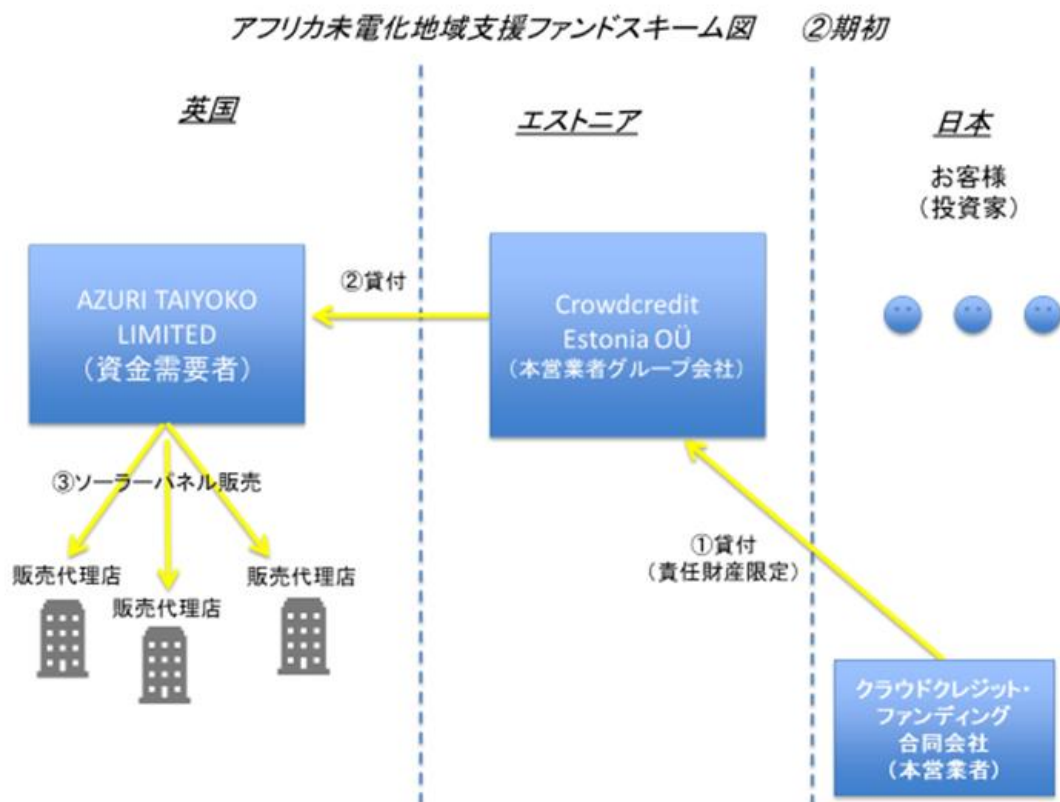 アフリカ未電化地域支援ファンドスキーム図　②期初
英国
エストニア
日本
お客様
（投資家）
AZURI TAIYOKO
LIMITED
（資金需要者）
②貸付
Crowdcredit
Estonia OÜ
（本営業者グループ会社）
③ソーラーパネル販売
販売代理店
販売代理店
販売代理店
①貸付
（責任財産限定）
クラウドクレジット・
ファンディング
合同会社
（本営業者）